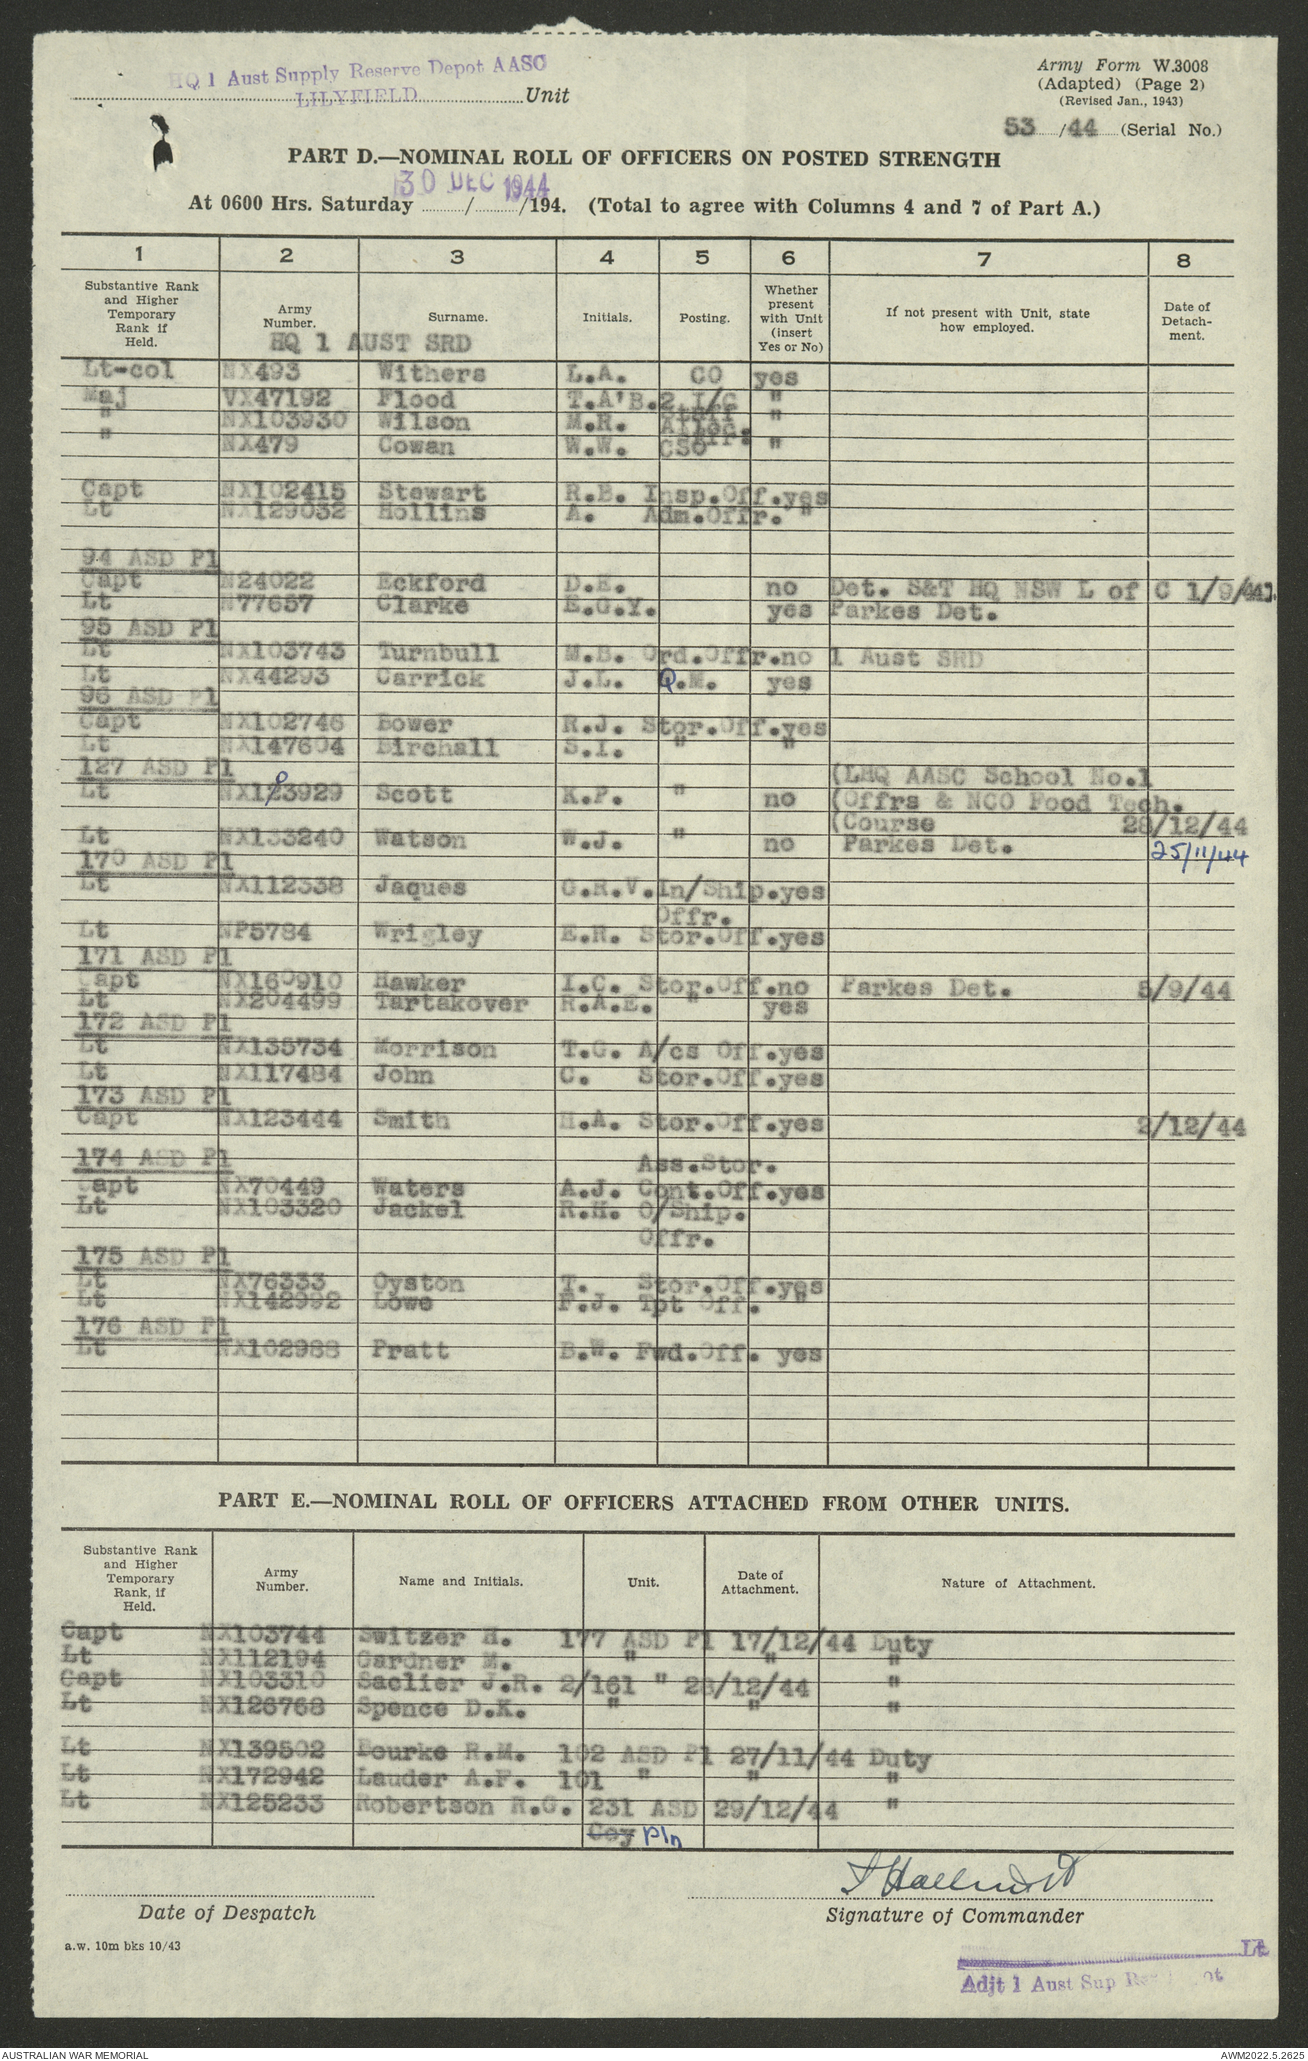 HQ 1 Aust Supply Reserve Depot AASC
LILYFIELD Unit
Army Form W.3008
(Adapted) (Page 2)
(Revised Jan., 1943)
53 /44 (Serial No.)
PART D.—NOMINAL ROLL OF OFFICERS ON POSTED STRENGTH
30 DEC 1944
At 0600 Hrs. Saturday ........../........../194. (Total to agree with Columns 4 and 7 of Part A.)
1 2 3 4 5 6 7 8
Substantive Rank and Higher Temporary Rank if Held. Army Number. Surname. Initials. Posting. Whether present with Unit (insert Yes or No) If not present with Unit, state how employed. Date of Detach- ment.
HQ 1 AUST SRD
Lt-col NX493 Withers L.A. CO yes
Maj VX47192 Flood T.A'B. 2 I/C "
" NX103930 Wilson M.R. Staff Alloc. Offr. "
" NX479 Cowan W.W. CSO "
Capt NX102415 Stewart R.B. Insp.Off. yes
Lt NX129032 Hollins A. Adm.Offr. "
94 ASD Pl
Capt N24022 Eckford D.E. no Det. S&T HQ NSW L of C 1/9/44.
Lt N77657 Clarke E.G.Y. yes Parkes Det.
95 ASD Pl
Lt NX103743 Turnbull M.B. Ord.Offr. no 1 Aust SRD
Lt NX44293 Carrick J.L. Q.M. yes
96 ASD Pl
Capt NX102746 Bower R.J. Stor.Off. yes
Lt NX147604 Birchall S.I. " "
127 ASD Pl (LHQ AASC School No.1
Lt NX103929 Scott K.P. " no (Offrs & NCO Food Tech.
(Course 28/12/44
Lt NX133240 Watson W.J. " no Parkes Det. 25/11/44
170 ASD Pl
Lt NX112338 Jaques G.R.V. In/Ship. yes
Offr.
Lt NP5784 Wrigley E.R. Stor.Off. yes
171 ASD Pl
Capt NX160910 Hawker I.C. Stor.Off. no Parkes Det. 5/9/44
Lt NX204499 Tartakover R.A.E. " yes
172 ASD Pl
Lt NX135734 Morrison T.G. A/cs Off. yes
Lt NX117484 John C. Stor.Off. yes
173 ASD Pl
Capt NX123444 Smith H.A. Stor.Off. yes 2/12/44
174 ASD Pl Ass.Stor.
Capt NX70449 Waters A.J. Cont.Off. yes
Lt NX103320 Jackel R.H. O/Ship.
Offr.
175 ASD Pl
Lt NX76333 Oyston T. Stor.Off. yes
Lt NX142992 Lowe F.J. Tpt Off. "
176 ASD Pl
Lt NX102988 Pratt B.W. Fwd.Off. yes
PART E.—NOMINAL ROLL OF OFFICERS ATTACHED FROM OTHER UNITS.
Substantive Rank and Higher Temporary Rank, if Held. Army Number. Name and Initials. Unit. Date of Attachment. Nature of Attachment.
Capt NX103744 Switzer H. 177 ASD Pl 17/12/44 Duty
Lt NX112194 Gardner M. " " "
Capt NX103310 Saclier J.R. 2/161 " 28/12/44 "
Lt NX126768 Spence D.K. " " "
Lt NX139502 Bourke R.M. 102 ASD Pl 27/11/44 Duty
Lt NX172942 Lauder A.F. 101 " " "
Lt NX125233 Robertson R.G. 231 ASD 29/12/44 "
Coy Pln
Date of Despatch
Signature of Commander
a.w. 10m bks 10/43
Lt
Adjt 1 Aust Sup
AUSTRALIAN WAR MEMORIAL
AWM2022.5.2625